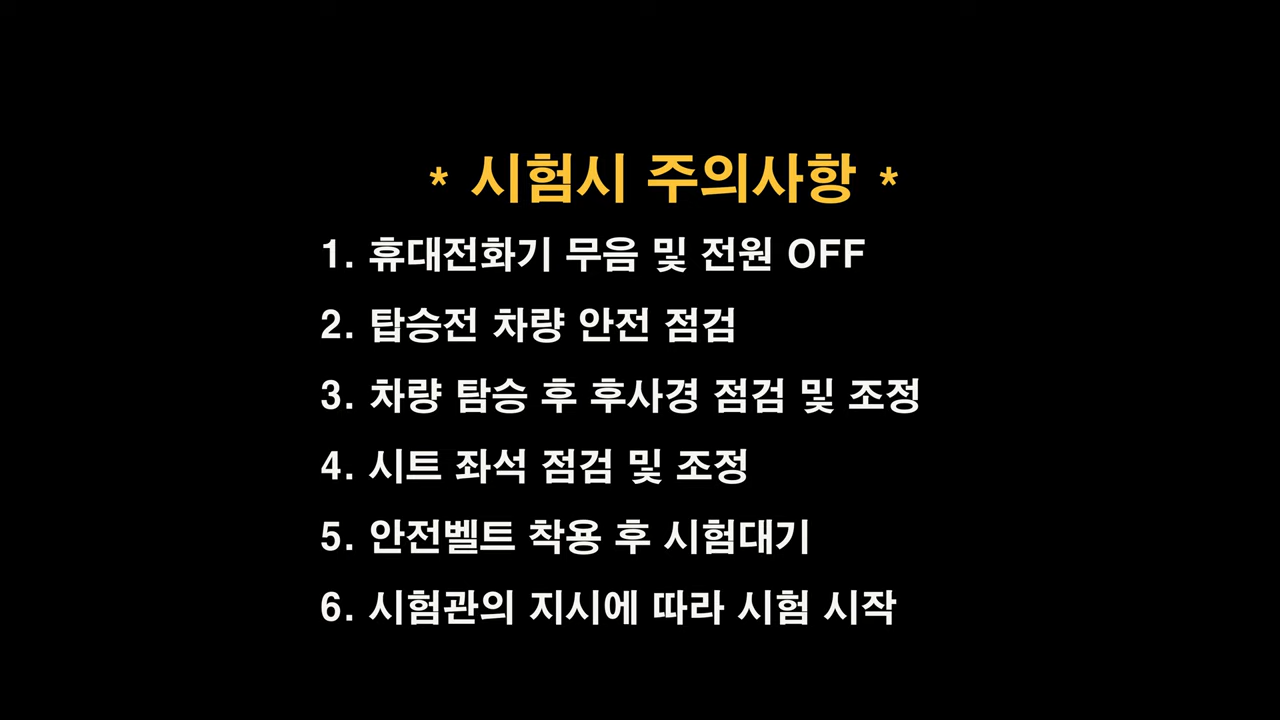 * 시험시 주의사항 *
1. 휴대전화기 무음 및 전원 OFF
2. 탑승전 차량 안전 점검
3. 차량 탐승 후 후사경 점검 및 조정
4. 시트 좌석 점검 및 조정
5. 안전벨트 착용 후 시험대기
6. 시험관의 지시에 따라 시험 시작